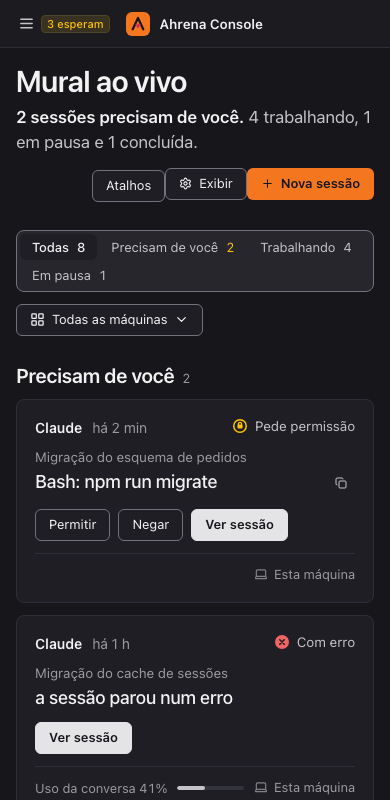 3 esperam Ahrena Console
Mural ao vivo
2 sessões precisam de você. 4 trabalhando, 1
em pausa e 1 concluída.
Atalhos Exibir + Nova sessão
Todas 8 Precisam de você 2 Trabalhando 4
Em pausa 1
Todas as máquinas
Precisam de você 2
Claude há 2 min Pede permissão
Migração do esquema de pedidos
Bash: npm run migrate
Permitir Negar Ver sessão
Esta máquina
Claude há 1 h Com erro
Migração do cache de sessões
a sessão parou num erro
Ver sessão
Uso da conversa 41% Esta máquina